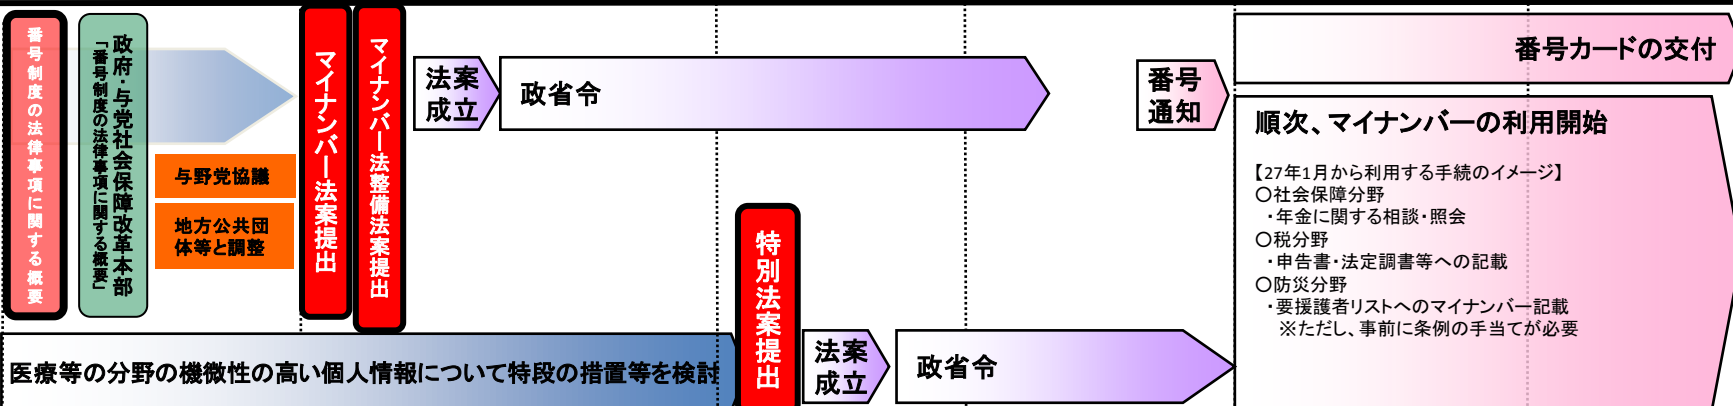 番号制度の法律事項に関する概要
政府・与党社会保障改革本部
「番号制度の法律事項に関する概要」
与野党協議
地方公共団
体等と調整
マイナンバー法案提出
マイナンバー法整備法案提出
法案
成立
政省令
番号
通知
番号カードの交付
順次、マイナンバーの利用開始
【27年1月から利用する手続のイメージ】
○社会保障分野
・年金に関する相談・照会
○税分野
・申告書・法定調書等への記載
○防災分野
・要援護者リストへのマイナンバー記載
※ただし、事前に条例の手当てが必要
医療等の分野の機微性の高い個人情報について特段の措置等を検討
特別法案提出
法案
成立
政省令